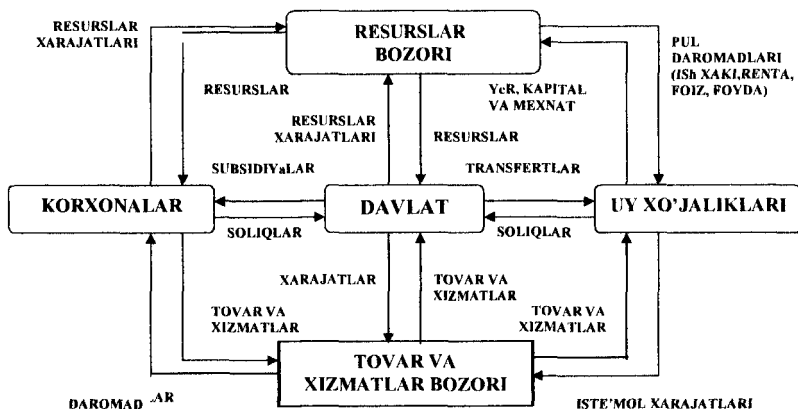 RESURSLAR
XARAJATLARI
RESURSLAR
BOZORI
PUL
DAROMADLARI
(ISh XAKI,RENTA,
FOIZ, FOYDA)
RESURSLAR
YeR, KAPITAL
VA MEXNAT
RESURSLAR
XARAJATLARI
RESURSLAR
SUBSIDIYaLAR
TRANSFERTLAR
KORXONALAR
DAVLAT
UY XO'JALIKLARI
SOLIQLAR
SOLIQLAR
XARAJATLAR
TOVAR VA
XIZMATLAR
TOVAR VA
XIZMATLAR
TOVAR VA
XIZMATLAR
TOVAR VA
XIZMATLAR BOZORI
DAROMAD LAR
ISTE'MOL XARAJATLARI